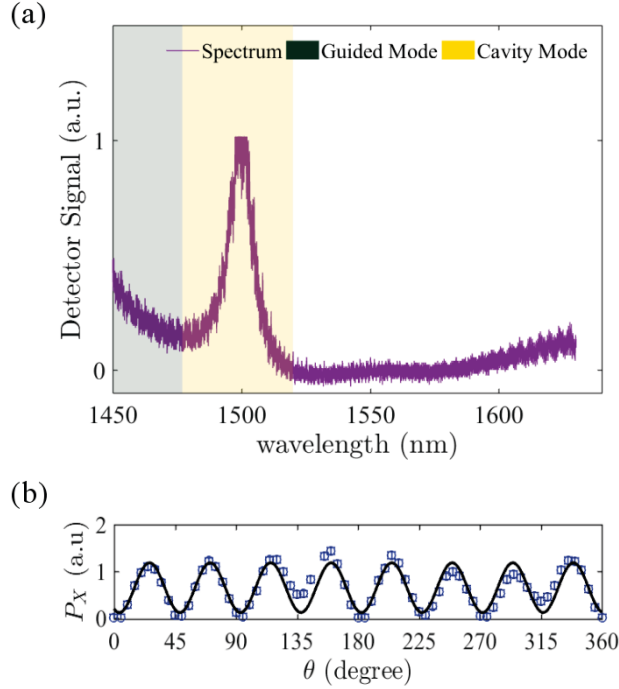 (a)
Spectrum Guided Mode Cavity Mode
Detector Signal (a.u.)
1
0
1450 1500 1550 1600
wavelength (nm)
(b)
P_X (a.u)
2
1
0
0 45 90 135 180 225 270 315 360
θ (degree)